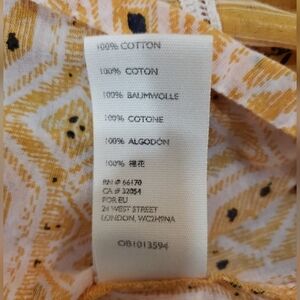 100% COTTON
100% COTON
100% BAUMWOLLE
100% COTONE
100% ALGODÓN
100% 棉花
RN# 66170
CA# 32054
FOR EU
24 WEST STREET
LONDON, WC2H9NA
OB1013594